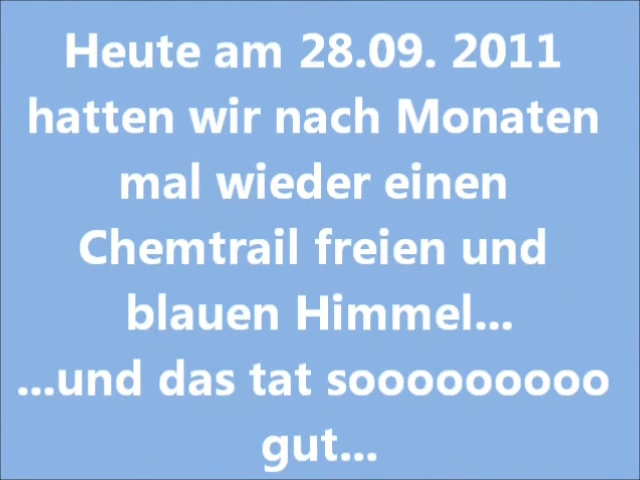 Heute am 28.09. 2011
hatten wir nach Monaten
mal wieder einen
Chemtrail freien und
blauen Himmel...
...und das tat sooooooooo
gut...